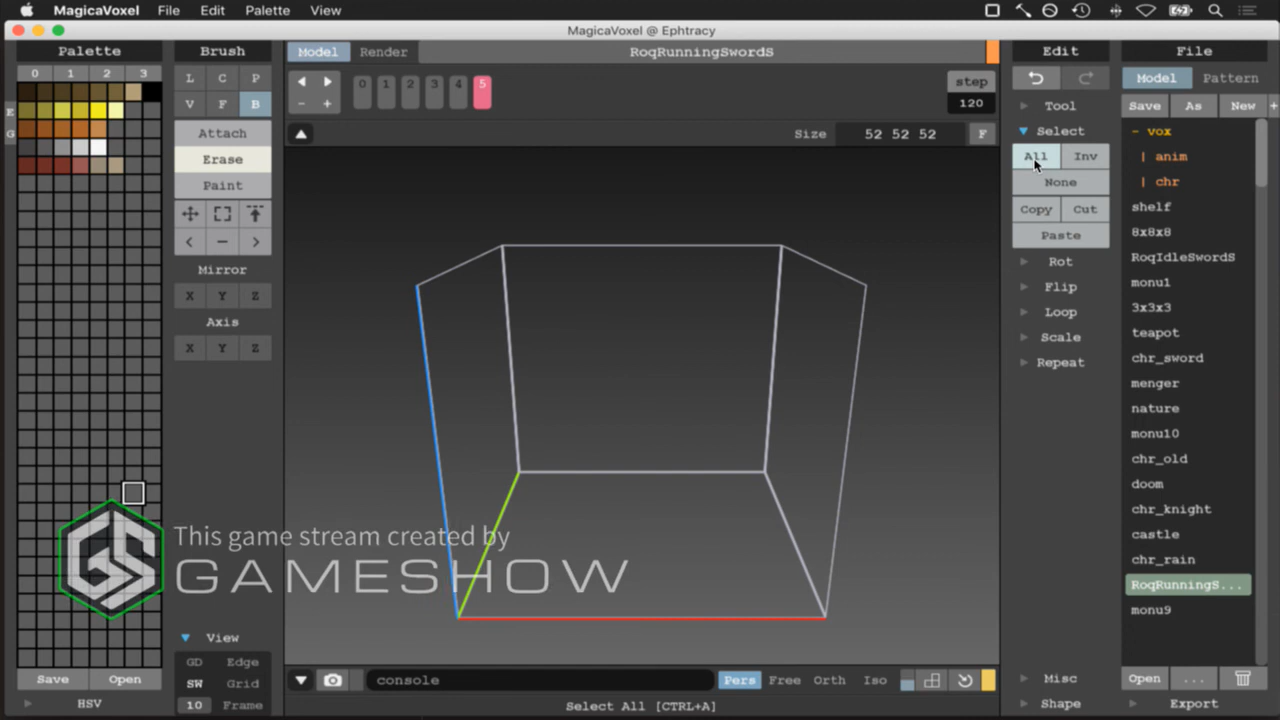 MagicaVoxel File Edit Palette View
MagicaVoxel @ Ephtracy
Palette
0 1 2 3
E
G
Save Open
HSV
Brush
L C P
V F B
Attach
Erase
Paint
< − >
Mirror
X Y Z
Axis
X Y Z
View
GD Edge
SW Grid
10 Frame
Model Render RoqRunningSwordS
− +
0 1 2 3 4 5
step
120
Size 52 52 52 F
This game stream created by
GAMESHOW
console Pers Free Orth Iso
Select All [CTRL+A]
Edit
Tool
Select
All Inv
None
Copy Cut
Paste
Rot
Flip
Loop
Scale
Repeat
Misc
Shape
File
Model Pattern
Save As New +
- vox
| anim
| chr
shelf
8x8x8
RoqIdleSwordS
monu1
3x3x3
teapot
chr_sword
menger
nature
monu10
chr_old
doom
chr_knight
castle
chr_rain
RoqRunningS...
monu9
Open ...
Export